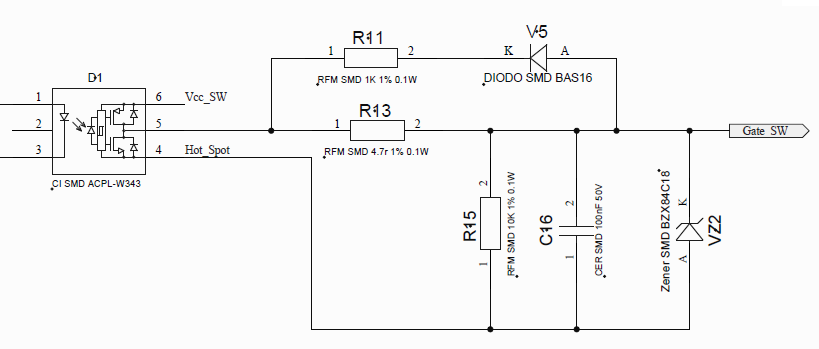 V5
R11
K
A
1
2
D1
RFM SMD 1K 1% 0.1W
DIODO SMD BAS16
1
6
Vcc_SW
R13
2
5
1
2
Gate SW
3
4
Hot_Spot
RFM SMD 4.7r 1% 0.1W
CI SMD ACPL-W343
R15
2
1
RFM SMD 10K 1% 0.1W
C16
2
1
CER SMD 100nF 50V
Zener SMD BZX84C18
K
A
VZ2